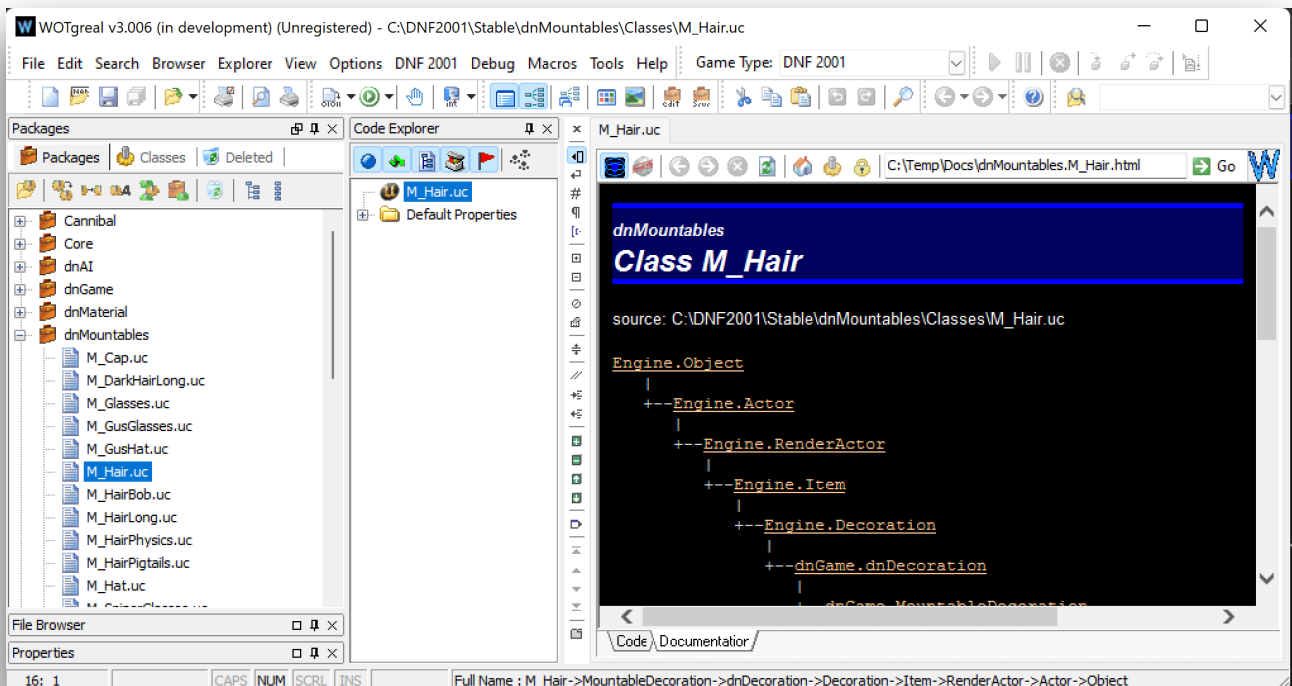 WOTgreal v3.006 (in development) (Unregistered) - C:\DNF2001\Stable\dnMountables\Classes\M_Hair.uc
File Edit Search Browser Explorer View Options DNF 2001 Debug Macros Tools Help Game Type: DNF 2001
Packages
Packages Classes Deleted
Cannibal
Core
dnAI
dnGame
dnMaterial
dnMountables
M_Cap.uc
M_DarkHairLong.uc
M_Glasses.uc
M_GusGlasses.uc
M_GusHat.uc
M_Hair.uc
M_HairBob.uc
M_HairLong.uc
M_HairPhysics.uc
M_HairPigtails.uc
M_Hat.uc
File Browser
Properties
Code Explorer
M_Hair.uc
Default Properties
M_Hair.uc
C:\Temp\Docs\dnMountables.M_Hair.html Go
dnMountables
Class M_Hair
source: C:\DNF2001\Stable\dnMountables\Classes\M_Hair.uc
Engine.Object
|
+--Engine.Actor
|
+--Engine.RenderActor
|
+--Engine.Item
|
+--Engine.Decoration
|
+--dnGame.dnDecoration
|
+--dnGame.MountableDecoration
Code Documentation
16: 1 CAPS NUM SCRL INS Full Name : M_Hair->MountableDecoration->dnDecoration->Decoration->Item->RenderActor->Actor->Object